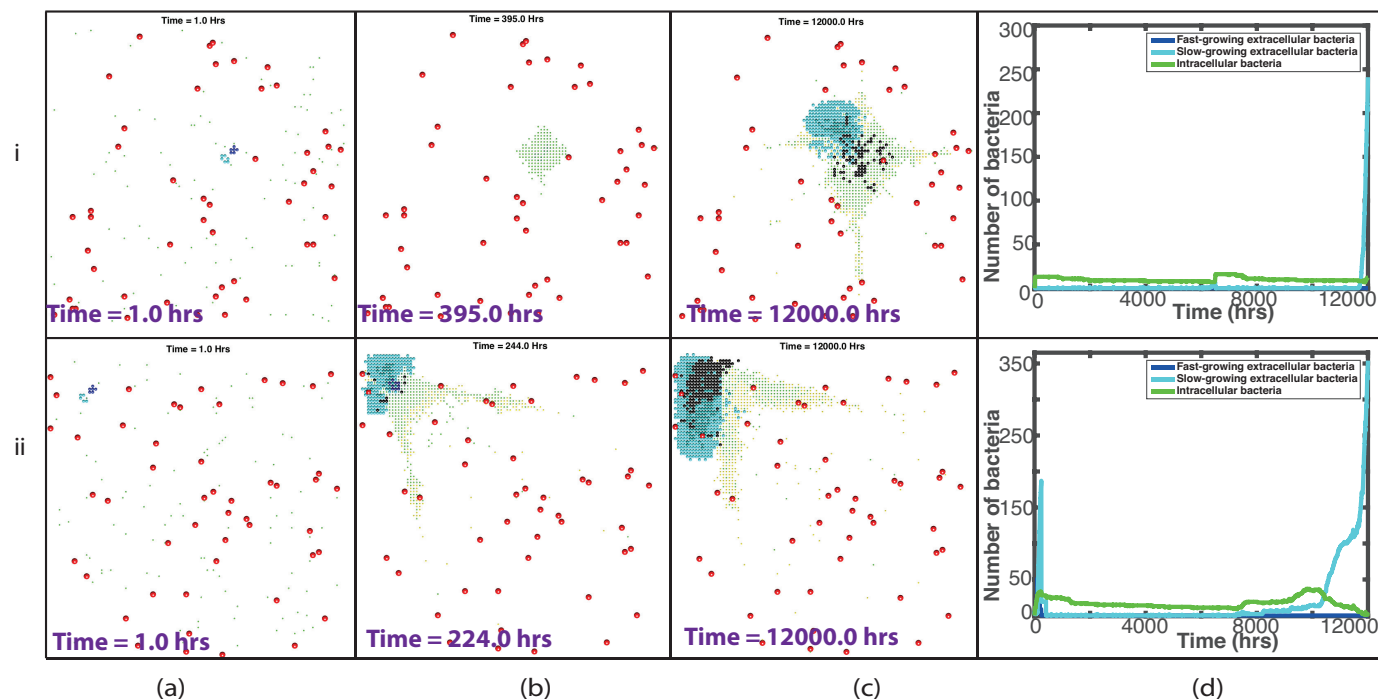 i
Time = 1.0 Hrs
Time = 1.0 hrs
Time = 395.0 Hrs
Time = 395.0 hrs
Time = 12000.0 Hrs
Time = 12000.0 hrs
Number of bacteria
300
250
200
150
100
50
0
Fast-growing extracellular bacteria
Slow-growing extracellular bacteria
Intracellular bacteria
0 4000 8000 12000
Time (hrs)
ii
Time = 1.0 Hrs
Time = 1.0 hrs
Time = 244.0 Hrs
Time = 224.0 hrs
Time = 12000.0 Hrs
Time = 12000.0 hrs
Number of bacteria
350
250
150
50
0
Fast-growing extracellular bacteria
Slow-growing extracellular bacteria
Intracellular bacteria
0 4000 8000 12000
Time (hrs)
(a) (b) (c) (d)